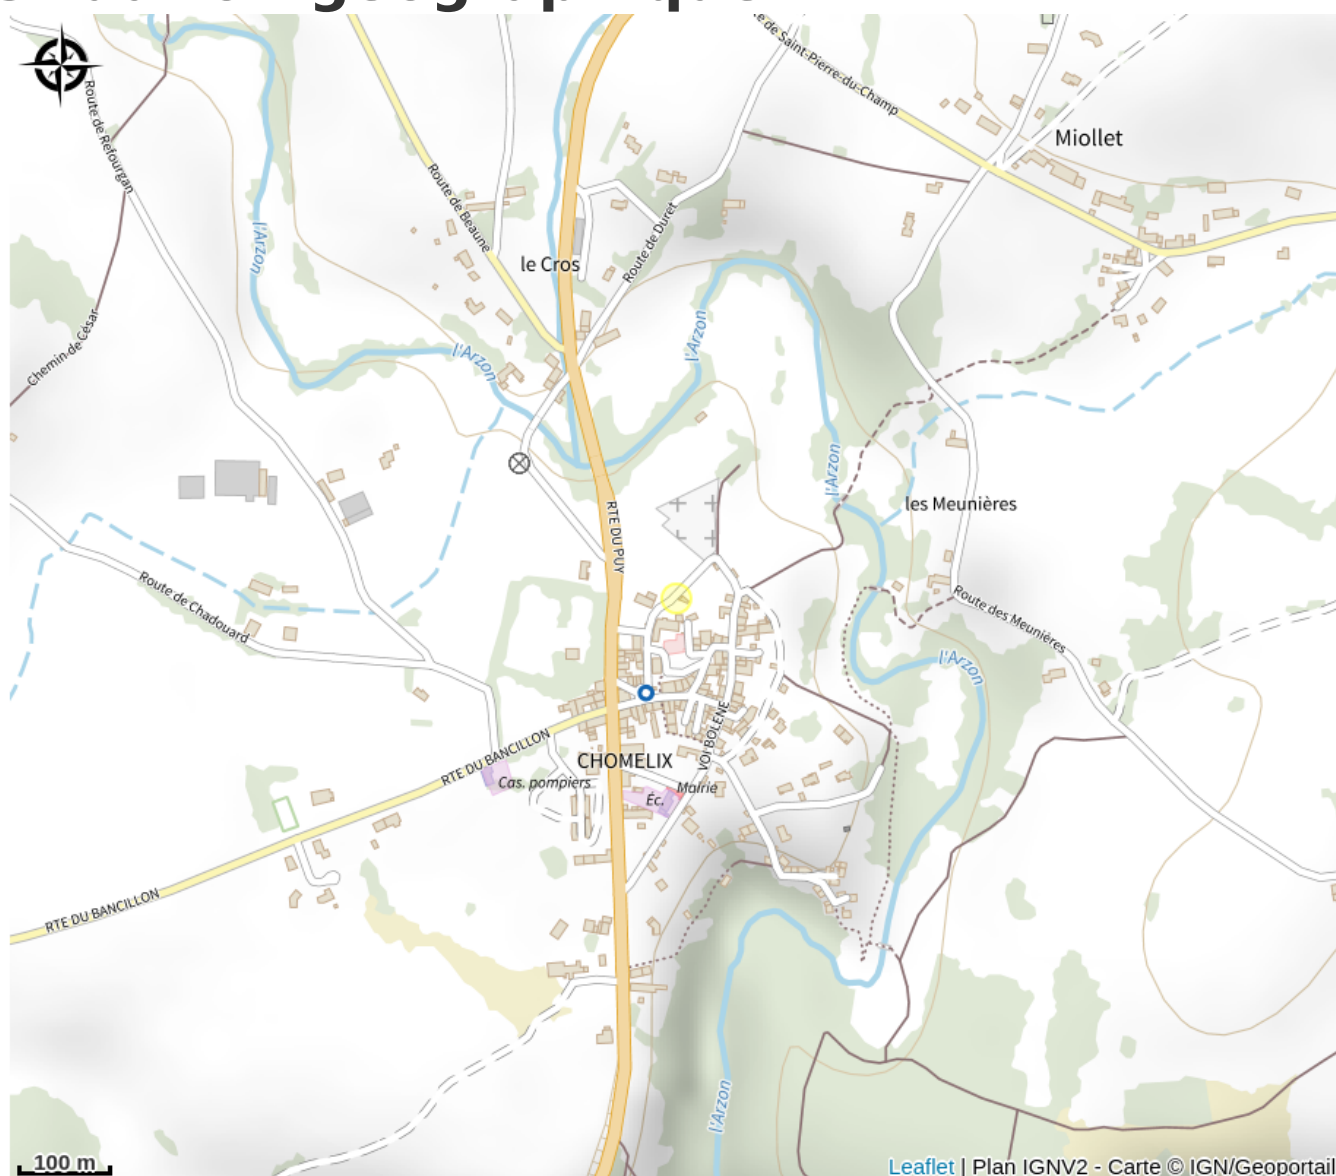 Route de Refourgan
l'Arzon
Chemin de César
Route de Beaune
le Cros
Route de Duret
de Saint-Pierre-du-Champ
Miollet
l'Arzon
l'Arzon
l'Arzon
les Meunières
RTE DU PUY
Route de Chadouard
Route des Meunières
l'Arzon
VOI BOLENE
RTE DU BANCILLON
CHOMELIX
Cas. pompiers
Mairie
Éc.
RTE DU BANCILLON
l'Arzon
100 m
Leaflet | Plan IGNV2 - Carte © IGN/Geoportail